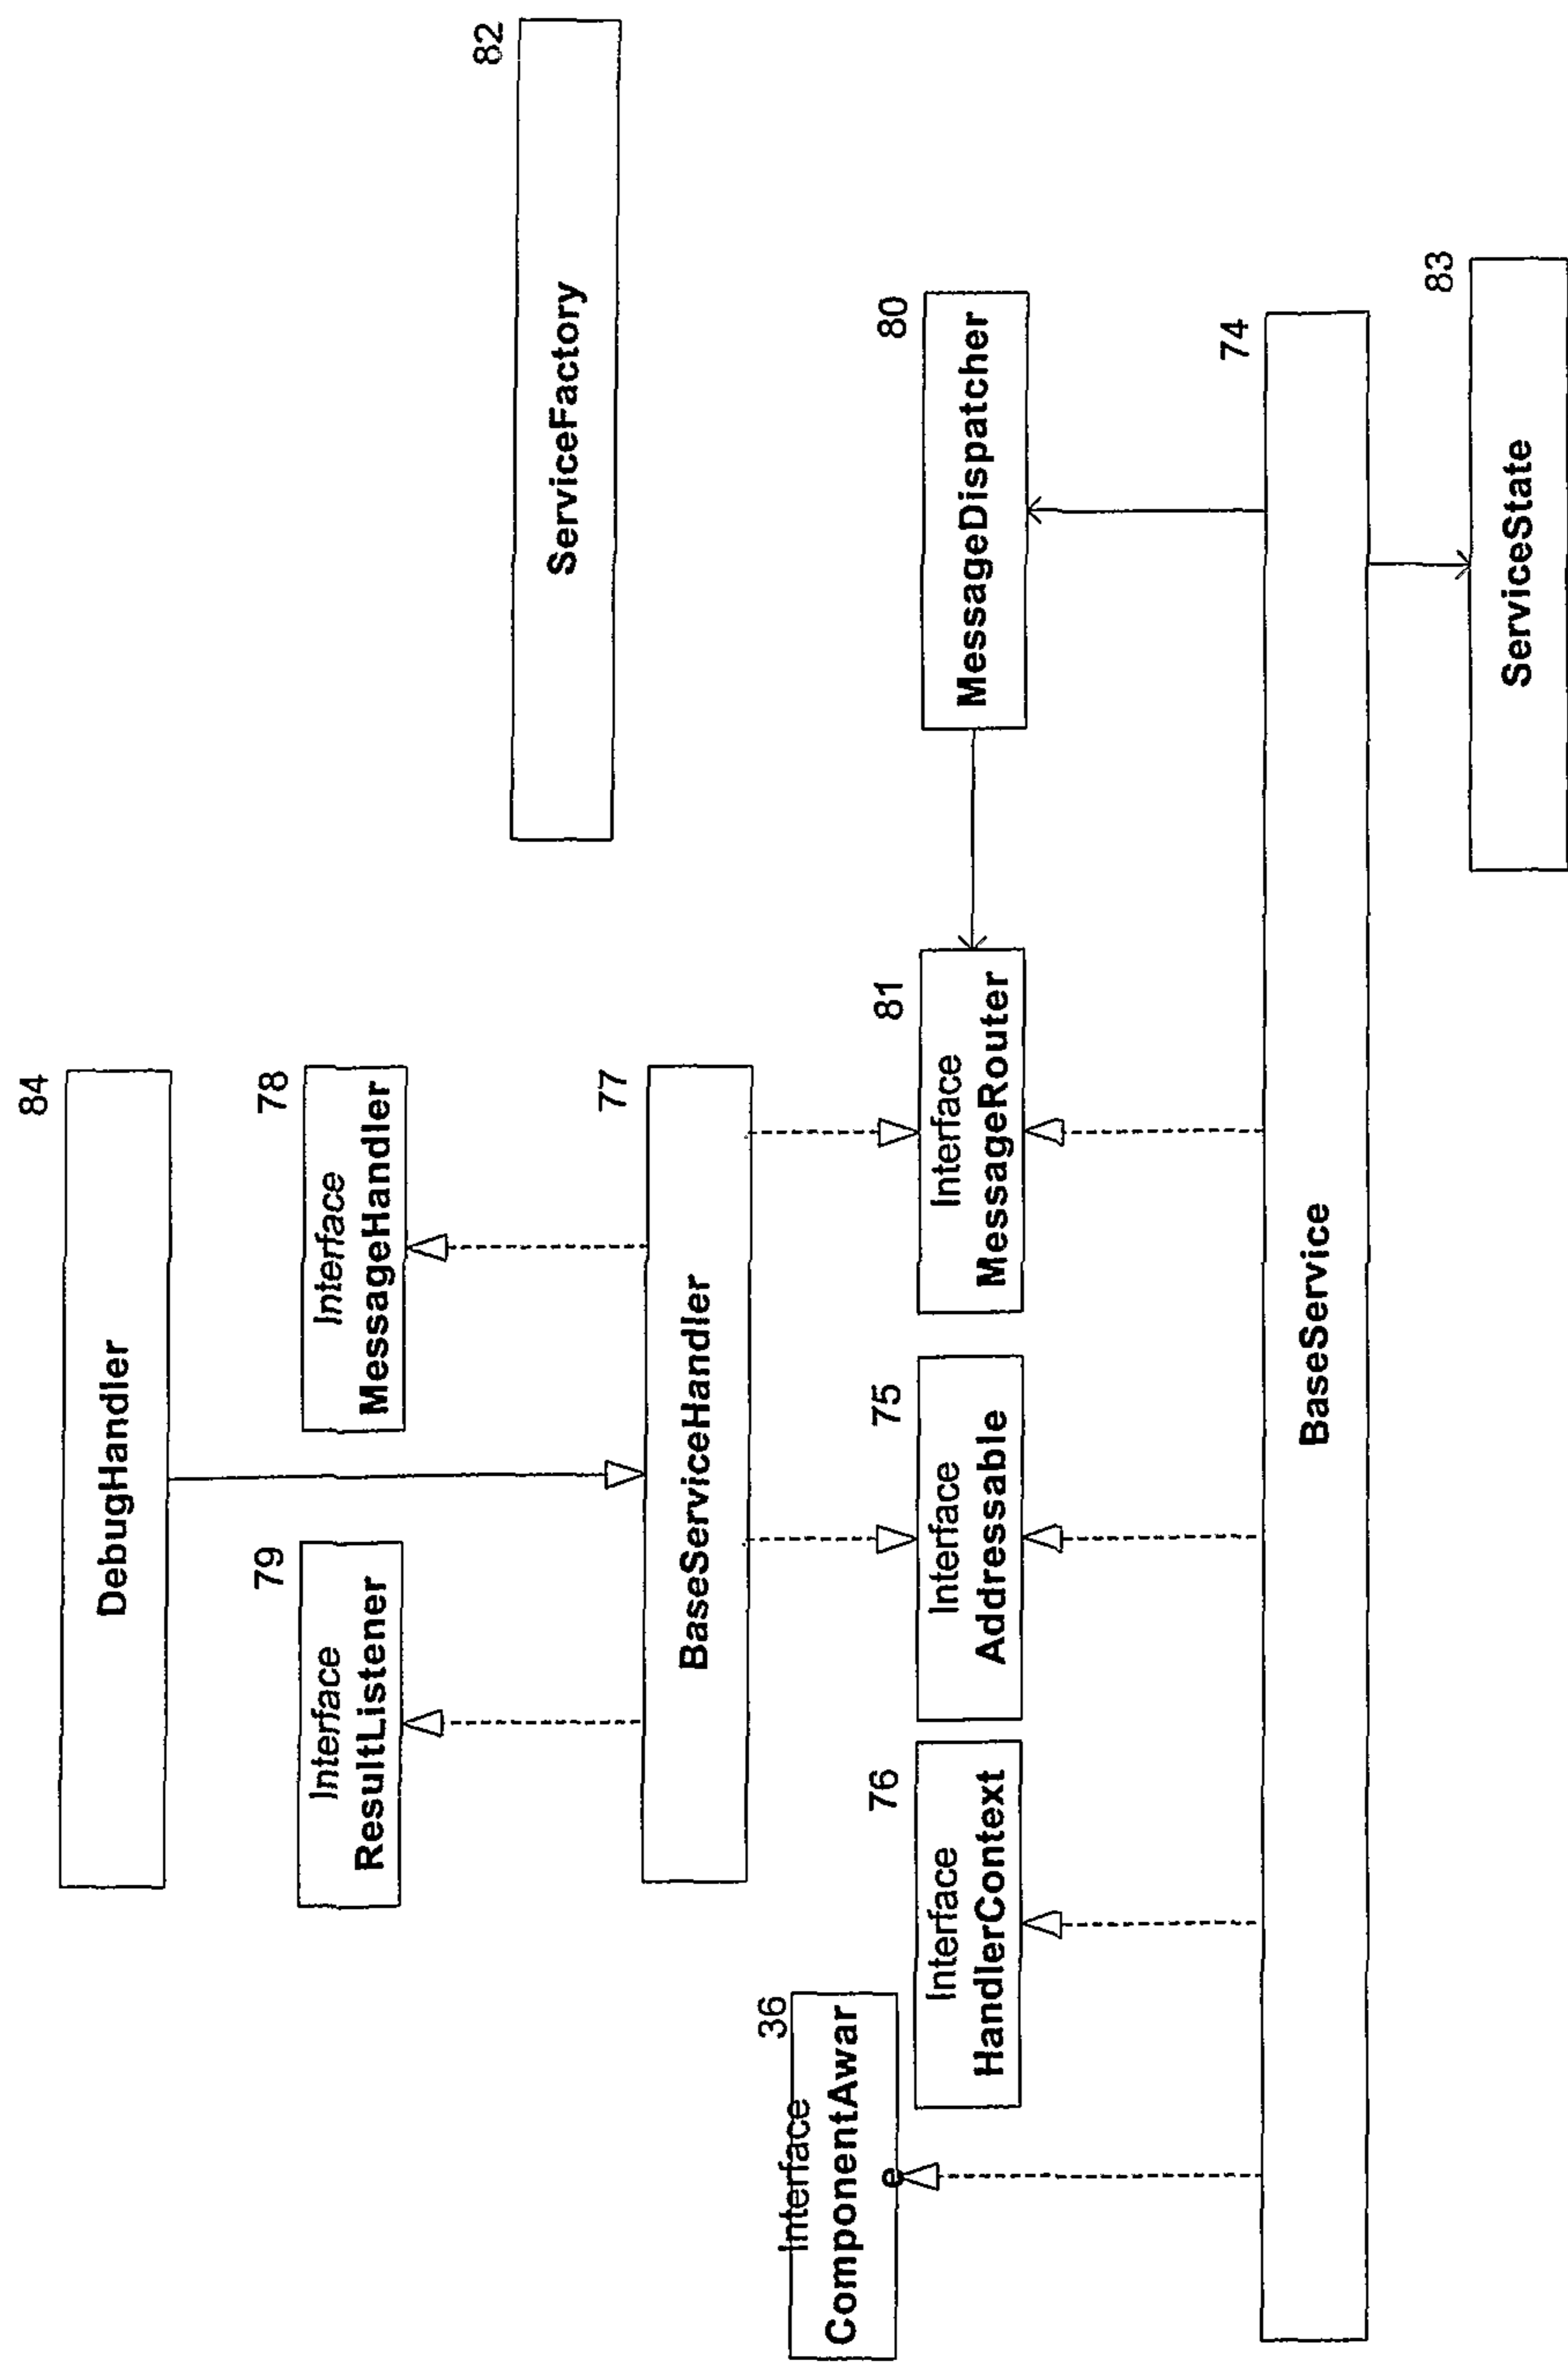 84
DebugHandler
79
Interface
ResultListener
78
Interface
MessageHandler
82
ServiceFactory
77
BaseServiceHandler
36
Interface
ComponentAwar
e
76
Interface
HandlerContext
75
Interface
Addressable
81
Interface
MessageRouter
80
MessageDispatcher
74
BaseService
83
ServiceState